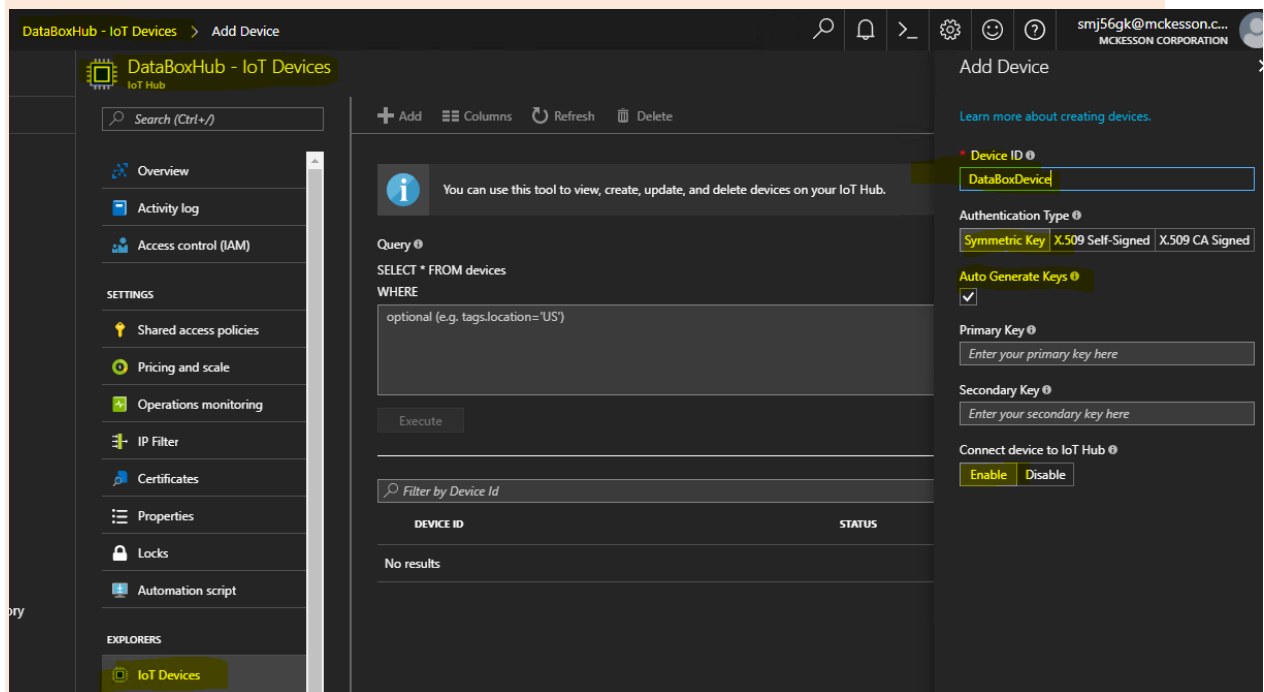 DataBoxHub - IoT Devices > Add Device
smj56gk@mckesson.c...
MCKESSON CORPORATION
DataBoxHub - IoT Devices
IoT Hub
Search (Ctrl+/)
Overview
Activity log
Access control (IAM)
SETTINGS
Shared access policies
Pricing and scale
Operations monitoring
IP Filter
Certificates
Properties
Locks
Automation script
ory
EXPLORERS
IoT Devices
Add Columns Refresh Delete
You can use this tool to view, create, update, and delete devices on your IoT Hub.
Query
SELECT * FROM devices
WHERE
optional (e.g. tags.location='US')
Execute
Filter by Device Id
DEVICE ID STATUS
No results
Add Device
Learn more about creating devices.
* Device ID
DataBoxDevice
Authentication Type
Symmetric Key X.509 Self-Signed X.509 CA Signed
Auto Generate Keys
Primary Key
Enter your primary key here
Secondary Key
Enter your secondary key here
Connect device to IoT Hub
Enable Disable